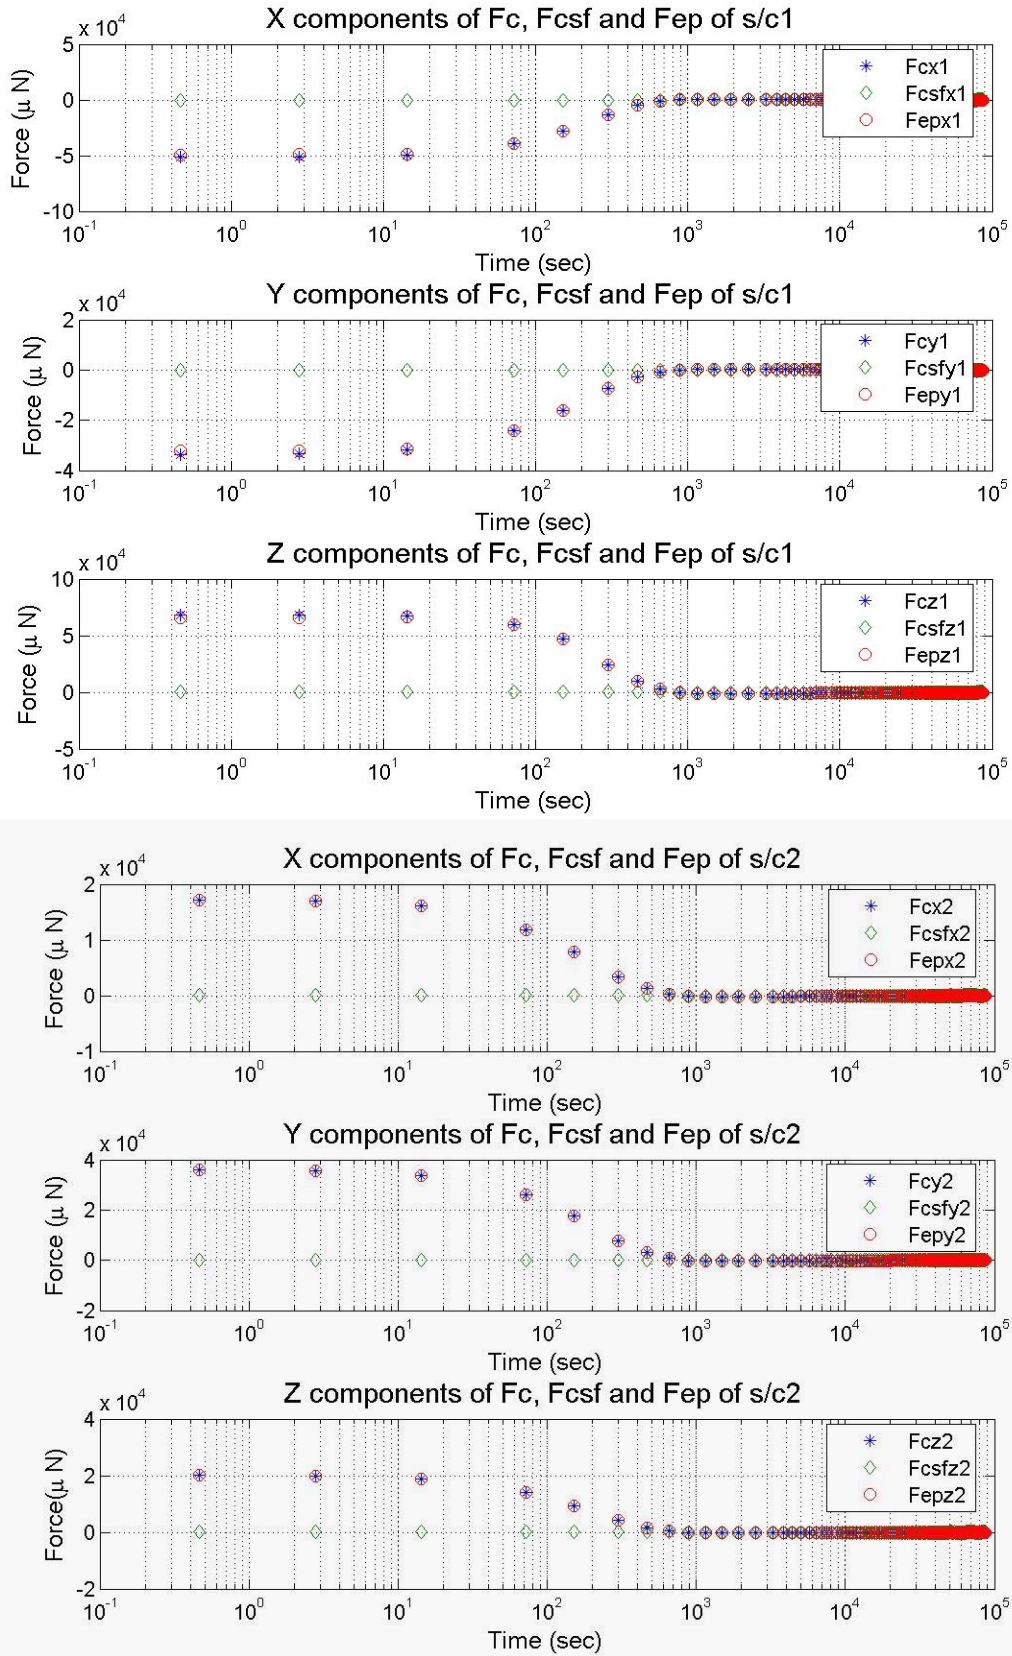 X components of Fc, Fcsf and Fep of s/c1
x 10^4
Force (μ N)
5
0
-5
-10
Fcx1
Fcsfx1
Fepx1
10^-1 10^0 10^1 10^2 10^3 10^4 10^5
Time (sec)
Y components of Fc, Fcsf and Fep of s/c1
x 10^4
Force (μ N)
2
0
-2
-4
Fcy1
Fcsfy1
Fepy1
10^-1 10^0 10^1 10^2 10^3 10^4 10^5
Time (sec)
Z components of Fc, Fcsf and Fep of s/c1
x 10^4
Force (μ N)
10
5
0
-5
Fcz1
Fcsfz1
Fepz1
10^-1 10^0 10^1 10^2 10^3 10^4 10^5
Time (sec)
X components of Fc, Fcsf and Fep of s/c2
x 10^4
Force (μ N)
2
1
0
-1
Fcx2
Fcsfx2
Fepx2
10^-1 10^0 10^1 10^2 10^3 10^4 10^5
Time (sec)
Y components of Fc, Fcsf and Fep of s/c2
x 10^4
Force (μ N)
4
2
0
-2
Fcy2
Fcsfy2
Fepy2
10^-1 10^0 10^1 10^2 10^3 10^4 10^5
Time (sec)
Z components of Fc, Fcsf and Fep of s/c2
x 10^4
Force(μ N)
4
2
0
-2
Fcz2
Fcsfz2
Fepz2
10^-1 10^0 10^1 10^2 10^3 10^4 10^5
Time (sec)